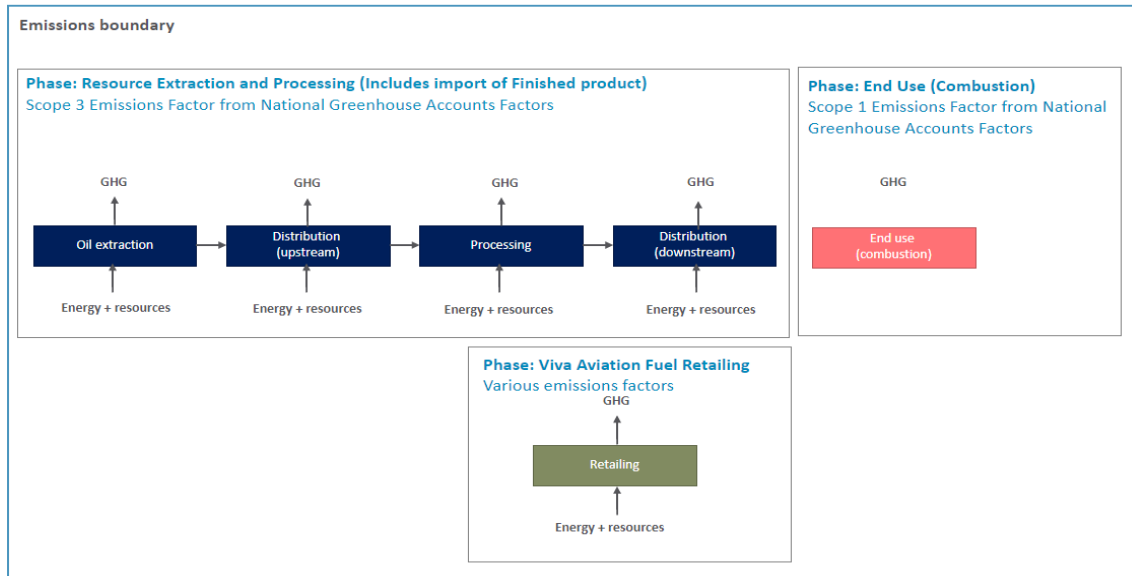 Emissions boundary
Phase: Resource Extraction and Processing (Includes import of Finished product)
Scope 3 Emissions Factor from National Greenhouse Accounts Factors
GHG
GHG
GHG
GHG
Oil extraction
Distribution
(upstream)
Processing
Distribution
(downstream)
Energy + resources
Energy + resources
Energy + resources
Energy + resources
Phase: End Use (Combustion)
Scope 1 Emissions Factor from National
Greenhouse Accounts Factors
GHG
End use
(combustion)
Phase: Viva Aviation Fuel Retailing
Various emissions factors
GHG
Retailing
Energy + resources